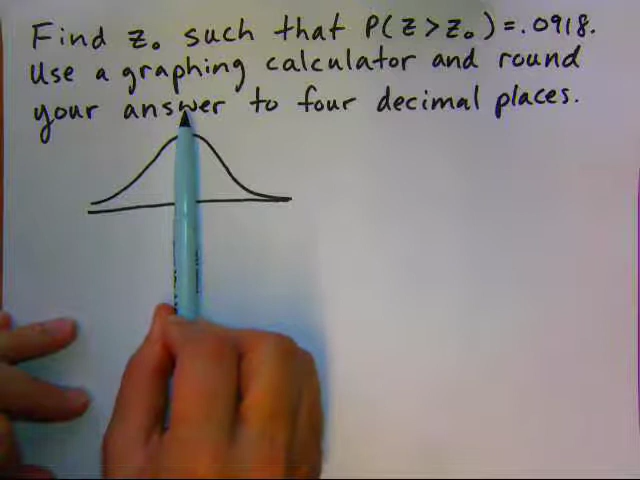 Find z₀ such that P(z > z₀) = .0918.
Use a graphing calculator and round
your answer to four decimal places.